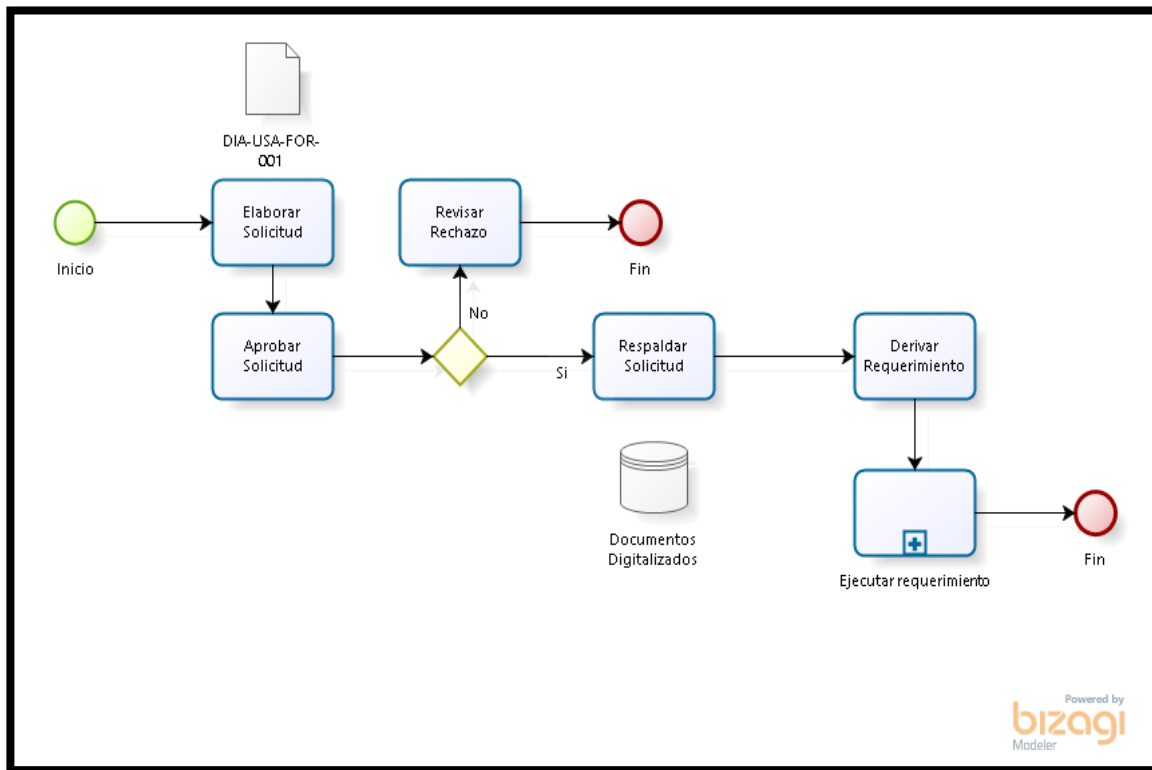 DIA-USA-FOR-
001
Elaborar
Solicitud
Revisar
Rechazo
Inicio
Fin
No
Aprobar
Solicitud
Si
Respaldar
Solicitud
Derivar
Requerimiento
Documentos
Digitalizados
Ejecutar requerimiento
Fin
Powered by
bizagi
Modeler